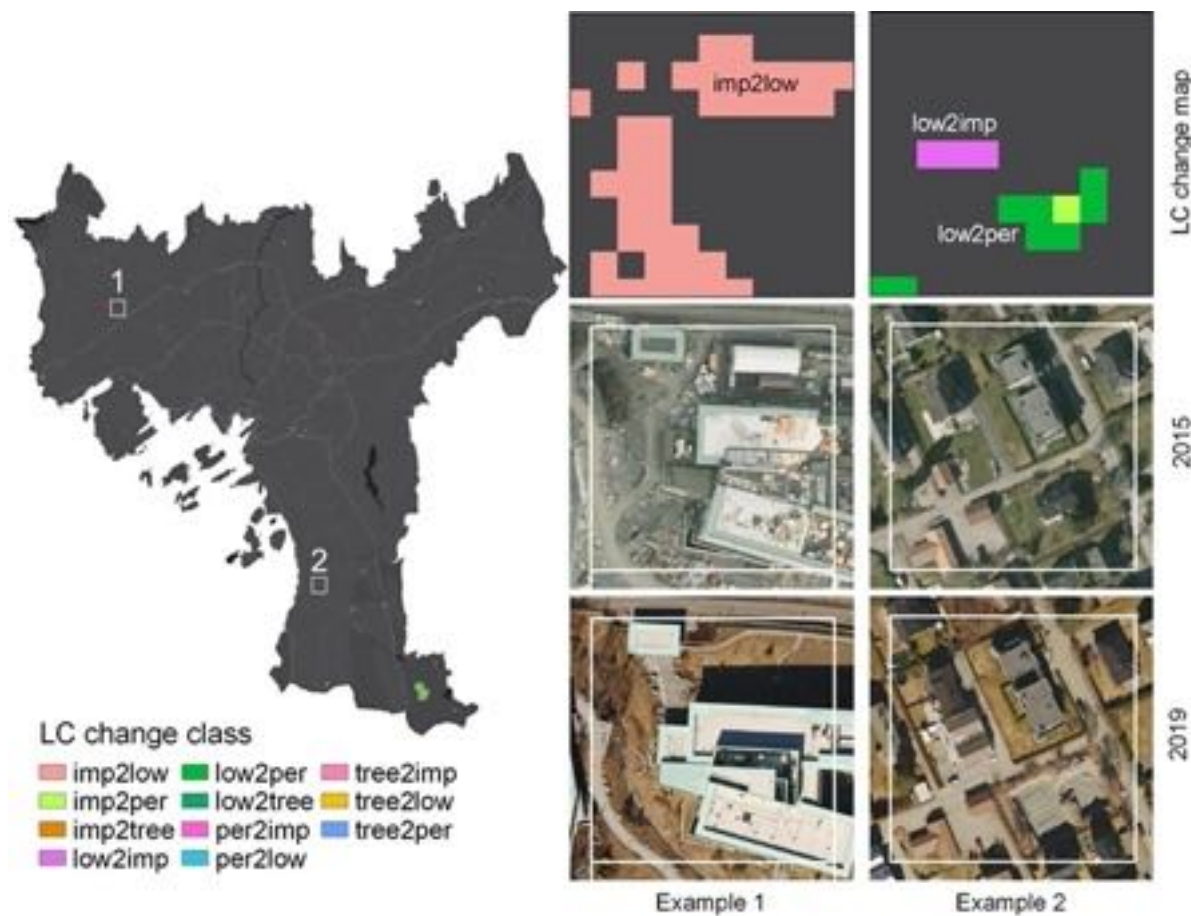 imp2low
low2imp
low2per
LC change map
1
2015
2
2019
LC change class
imp2low low2per tree2imp
imp2per low2tree tree2low
imp2tree per2imp tree2per
low2imp per2low
Example 1 Example 2